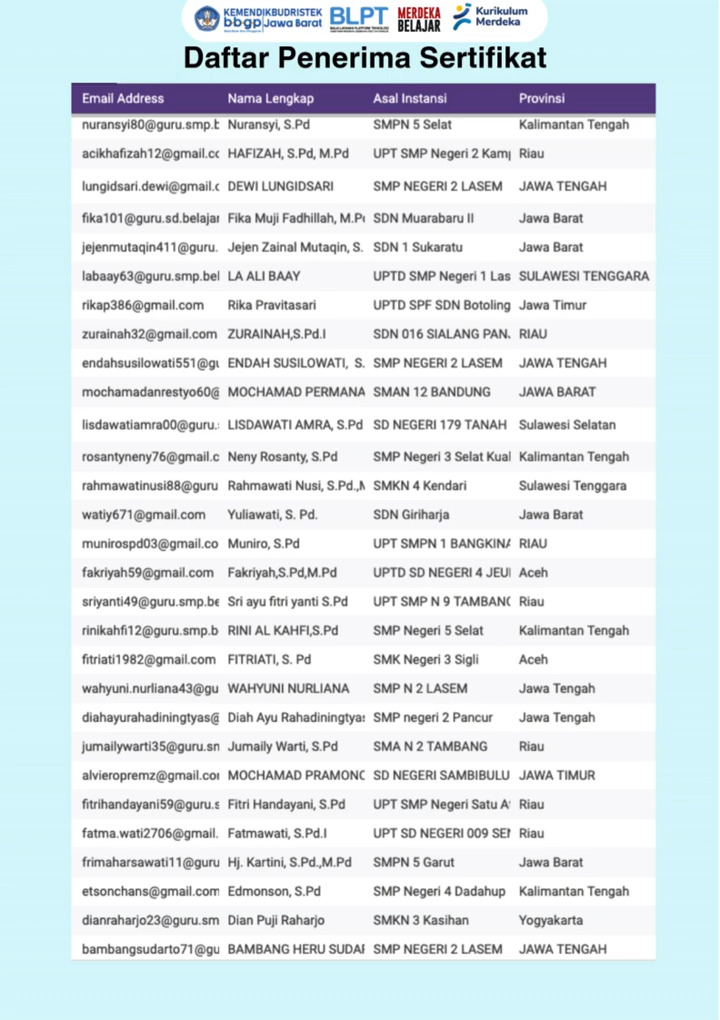 KEMENDIKBUDRISTEK
bbgp Jawa Barat
BLPT
MERDEKA
BELAJAR
Kurikulum
Merdeka
Daftar Penerima Sertifikat
Email Address Nama Lengkap Asal Instansi Provinsi
nuransyi80@guru.smp.b Nuransyi, S.Pd SMPN 5 Selat Kalimantan Tengah
acikhafizah12@gmail.cc HAFIZAH, S.Pd, M.Pd UPT SMP Negeri 2 Kamp Riau
lungidsari.dewi@gmail.c DEWI LUNGIDSARI SMP NEGERI 2 LASEM JAWA TENGAH
fika101@guru.sd.belajar Fika Muji Fadhillah, M.Pd SDN Muarabaru II Jawa Barat
jejenmutaqin411@guru. Jejen Zainal Mutaqin, S. SDN 1 Sukaratu Jawa Barat
labaay63@guru.smp.bel LA ALI BAAY UPTD SMP Negeri 1 Las SULAWESI TENGGARA
rikap386@gmail.com Rika Pravitasari UPTD SPF SDN Botoling Jawa Timur
zurainah32@gmail.com ZURAINAH,S.Pd.I SDN 016 SIALANG PANJ RIAU
endahsusilowati551@gu ENDAH SUSILOWATI, S. SMP NEGERI 2 LASEM JAWA TENGAH
mochamadanrestyo60@ MOCHAMAD PERMANA SMAN 12 BANDUNG JAWA BARAT
lisdawatiamra00@guru. LISDAWATI AMRA, S.Pd SD NEGERI 179 TANAH Sulawesi Selatan
rosantyneny76@gmail.c Neny Rosanty, S.Pd SMP Negeri 3 Selat Kual Kalimantan Tengah
rahmawatinusi88@guru Rahmawati Nusi, S.Pd.,M SMKN 4 Kendari Sulawesi Tenggara
watiy671@gmail.com Yuliawati, S. Pd. SDN Giriharja Jawa Barat
munirospd03@gmail.co Muniro, S.Pd UPT SMPN 1 BANGKINA RIAU
fakriyah59@gmail.com Fakriyah,S.Pd,M.Pd UPTD SD NEGERI 4 JEUI Aceh
sriyanti49@guru.smp.be Sri ayu fitri yanti S.Pd UPT SMP N 9 TAMBANG Riau
rinikahfi12@guru.smp.b RINI AL KAHFI,S.Pd SMP Negeri 5 Selat Kalimantan Tengah
fitriati1982@gmail.com FITRIATI, S. Pd SMK Negeri 3 Sigli Aceh
wahyuni.nurliana43@gu WAHYUNI NURLIANA SMP N 2 LASEM Jawa Tengah
diahayurahadiningtyas@ Diah Ayu Rahadiningtyas SMP negeri 2 Pancur Jawa Tengah
jumailywarti35@guru.sn Jumaily Warti, S.Pd SMA N 2 TAMBANG Riau
alvieropremz@gmail.con MOCHAMAD PRAMONO SD NEGERI SAMBIBULU JAWA TIMUR
fitrihandayani59@guru.s Fitri Handayani, S.Pd UPT SMP Negeri Satu A Riau
fatma.wati2706@gmail. Fatmawati, S.Pd.I UPT SD NEGERI 009 SEN Riau
frimaharsawati11@guru Hj. Kartini, S.Pd.,M.Pd SMPN 5 Garut Jawa Barat
etsonchans@gmail.com Edmonson, S.Pd SMP Negeri 4 Dadahup Kalimantan Tengah
dianraharjo23@guru.sm Dian Puji Raharjo SMKN 3 Kasihan Yogyakarta
bambangsudarto71@gu BAMBANG HERU SUDAR SMP NEGERI 2 LASEM JAWA TENGAH